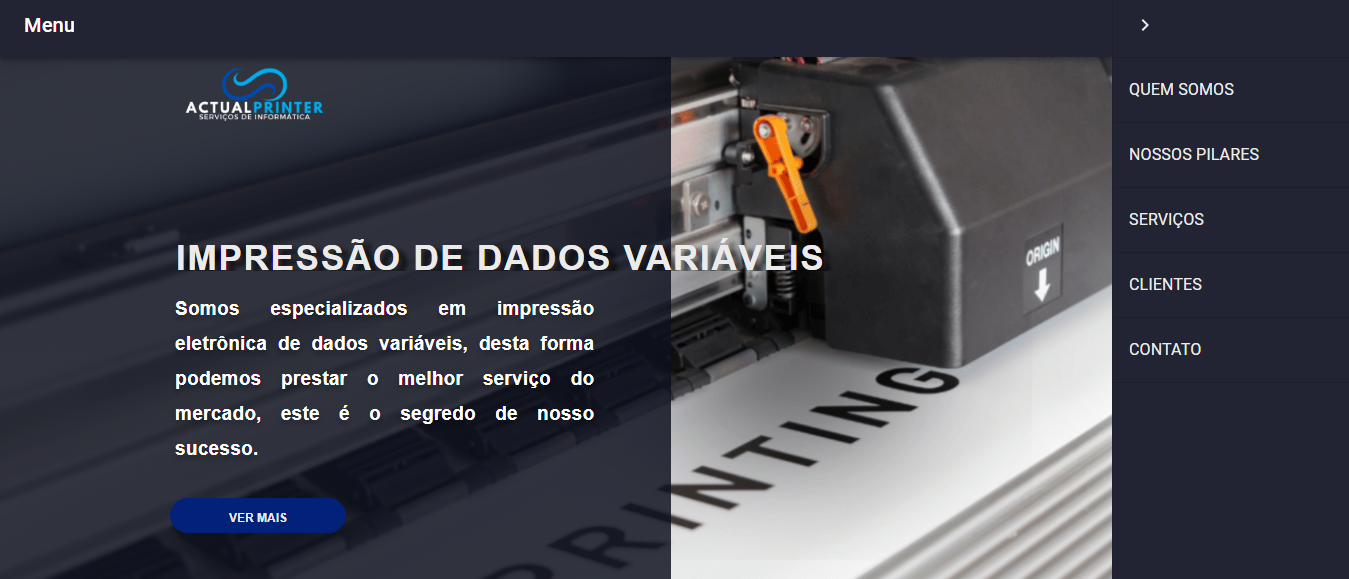 Menu
ACTUALPRINTER
SERVIÇOS DE INFORMÁTICA
IMPRESSÃO DE DADOS VARIÁVEIS
Somos especializados em impressão
eletrônica de dados variáveis, desta forma
podemos prestar o melhor serviço do
mercado, este é o segredo de nosso
sucesso.
VER MAIS
ORIGIN
PRINTING
QUEM SOMOS
NOSSOS PILARES
SERVIÇOS
CLIENTES
CONTATO